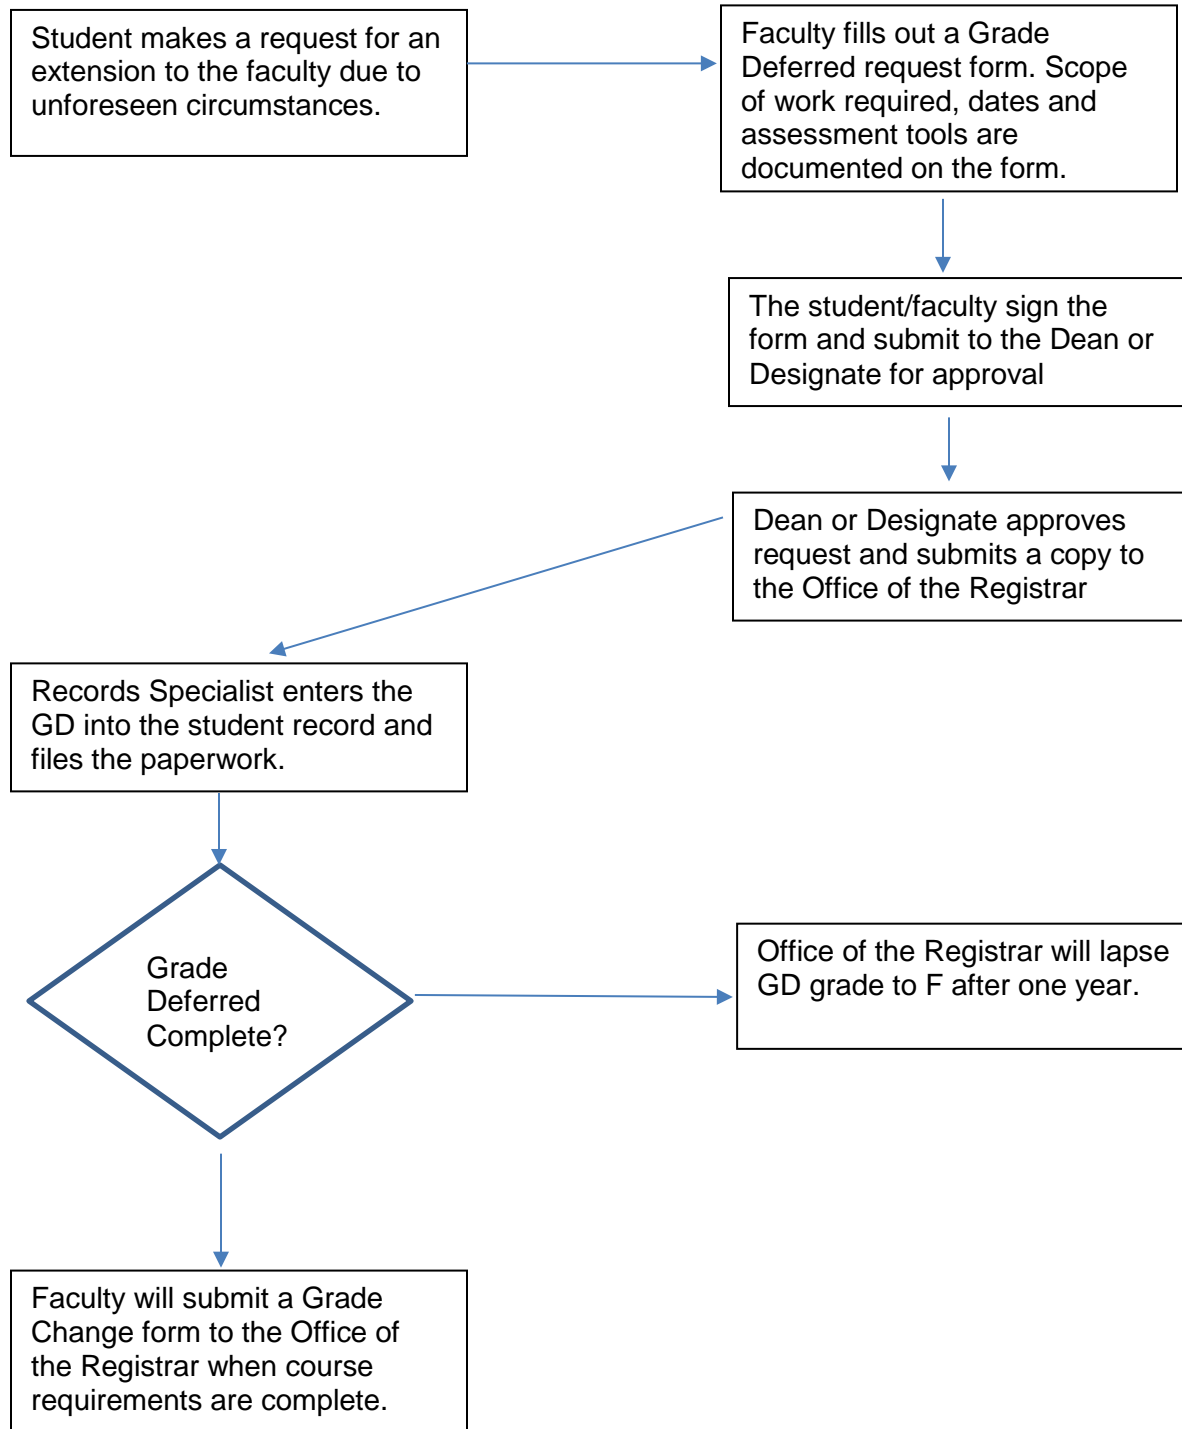 Student makes a request for an
extension to the faculty due to
unforeseen circumstances.
Faculty fills out a Grade
Deferred request form. Scope
of work required, dates and
assessment tools are
documented on the form.
The student/faculty sign the
form and submit to the Dean or
Designate for approval
Dean or Designate approves
request and submits a copy to
the Office of the Registrar
Records Specialist enters the
GD into the student record and
files the paperwork.
Grade
Deferred
Complete?
Office of the Registrar will lapse
GD grade to F after one year.
Faculty will submit a Grade
Change form to the Office of
the Registrar when course
requirements are complete.